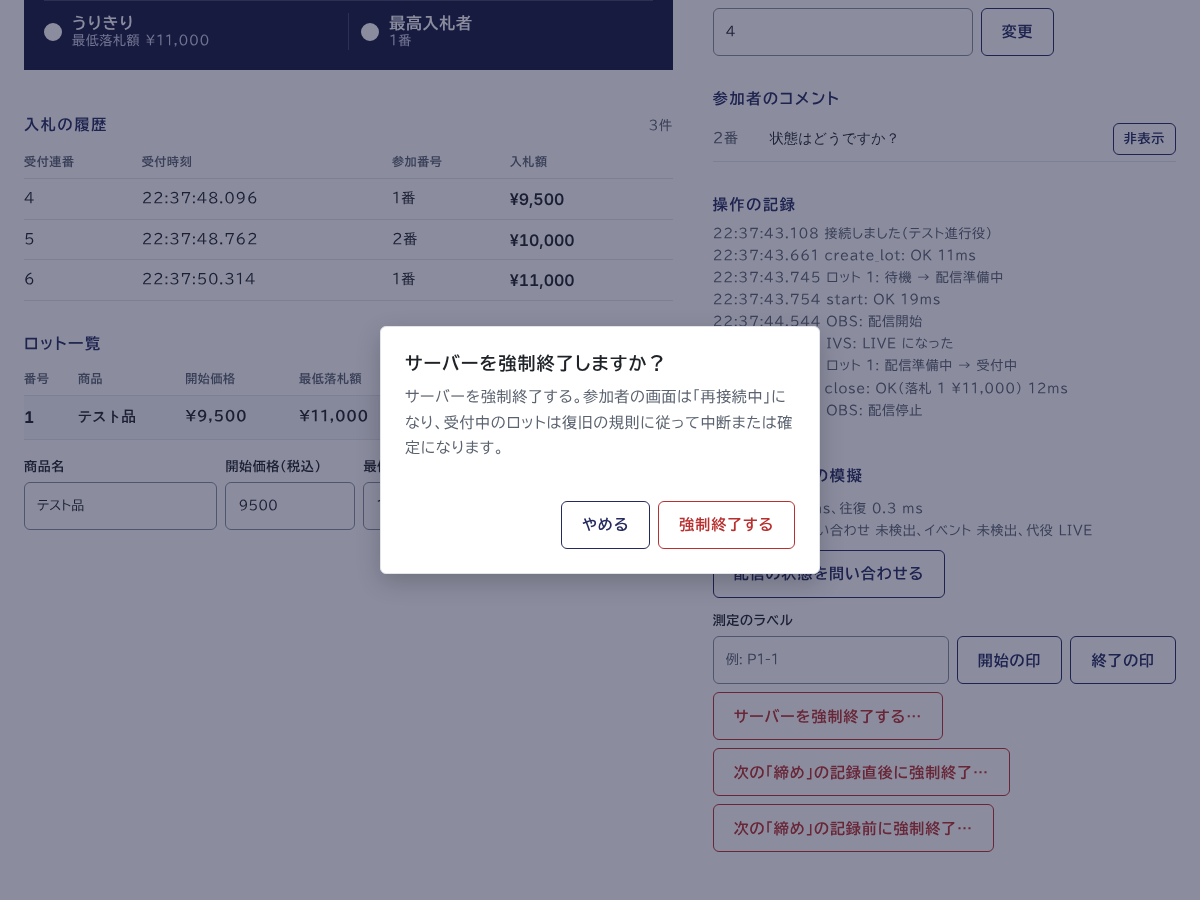 うりきり
最低落札額 ¥11,000
最高入札者
1番
入札の履歴
3件
受付連番 受付時刻 参加番号 入札額
4 22:37:48.096 1番 ¥9,500
5 22:37:48.762 2番 ¥10,000
6 22:37:50.314 1番 ¥11,000
ロット一覧
番号 商品 開始価格 最低落札額
1 テスト品 ¥9,500 ¥11,000
商品名 開始価格(税込)
テスト品 9500
4 変更
参加者のコメント
2番 状態はどうですか? 非表示
操作の記録
22:37:43.108 接続しました(テスト進行役)
22:37:43.661 create_lot: OK 11ms
22:37:43.745 ロット 1: 待機 → 配信準備中
22:37:43.754 start: OK 19ms
22:37:44.544 OBS: 配信開始
IVS: LIVE になった
ロット 1: 配信準備中 → 受付中
close: OK(落札 1 ¥11,000) 12ms
OBS: 配信停止
の模擬
、往復 0.3 ms
い合わせ 未検出、イベント 未検出、代役 LIVE
配信の状態を問い合わせる
測定のラベル
例: P1-1 開始の印 終了の印
サーバーを強制終了する…
次の「締め」の記録直後に強制終了…
次の「締め」の記録前に強制終了…
サーバーを強制終了しますか?
サーバーを強制終了する。参加者の画面は「再接続中」に
なり、受付中のロットは復旧の規則に従って中断または確
定になります。
やめる 強制終了する